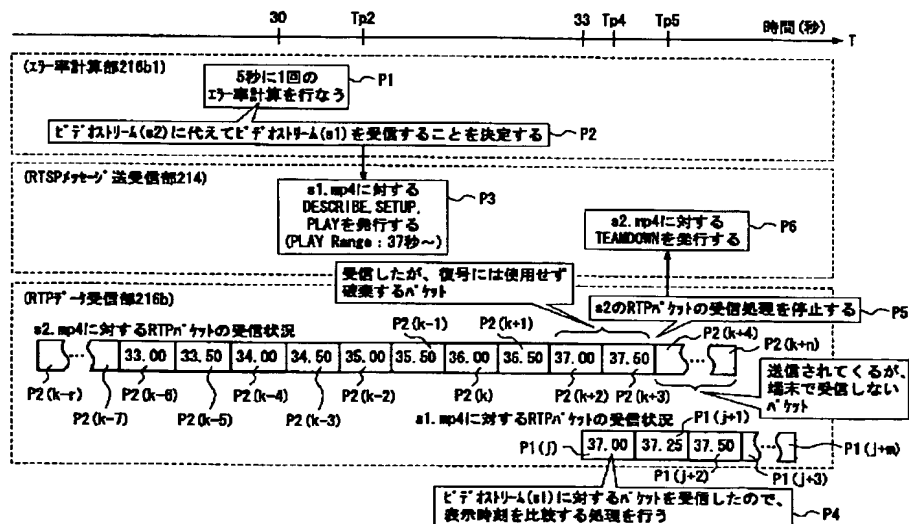 30 Tp2 33 Tp4 Tp5 時間(秒)
T
(エラー率計算部216b1)
5秒に1回の
エラー率計算を行なう
P1
ビデオストリーム(s2)に代えてビデオストリーム(s1)を受信することを決定する
P2
(RTSPメッセージ送受信部214)
s1.mp4に対する
DESCRIBE,SETUP,
PLAYを発行する
(PLAY Range:37秒~)
P3
s2.mp4に対する
TEAMDOWNを発行する
P6
受信したが、復号には使用せず
破棄するパケット
(RTPデータ受信部216b)
s2のRTPパケットの受信処理を停止する
P5
s2.mp4に対するRTPパケットの受信状況
P2(k-1) P2(k+1) P2(k+4)
P2(k+n)
33.00 33.50 34.00 34.50 35.00 35.50 36.00 36.50 37.00 37.50
P2(k-r) P2(k-7) P2(k-6) P2(k-5) P2(k-4) P2(k-3) P2(k-2) P2(k) P2(k+2) P2(k+3)
送信されてくるが、
端末で受信しない
パケット
s1.mp4に対するRTPパケットの受信状況
P1(j+1)
P1(j) 37.00 37.25 37.50 P1(j+m)
P1(j+2) P1(j+3)
ビデオストリーム(s1)に対するパケットを受信したので、
表示時刻を比較する処理を行う
P4